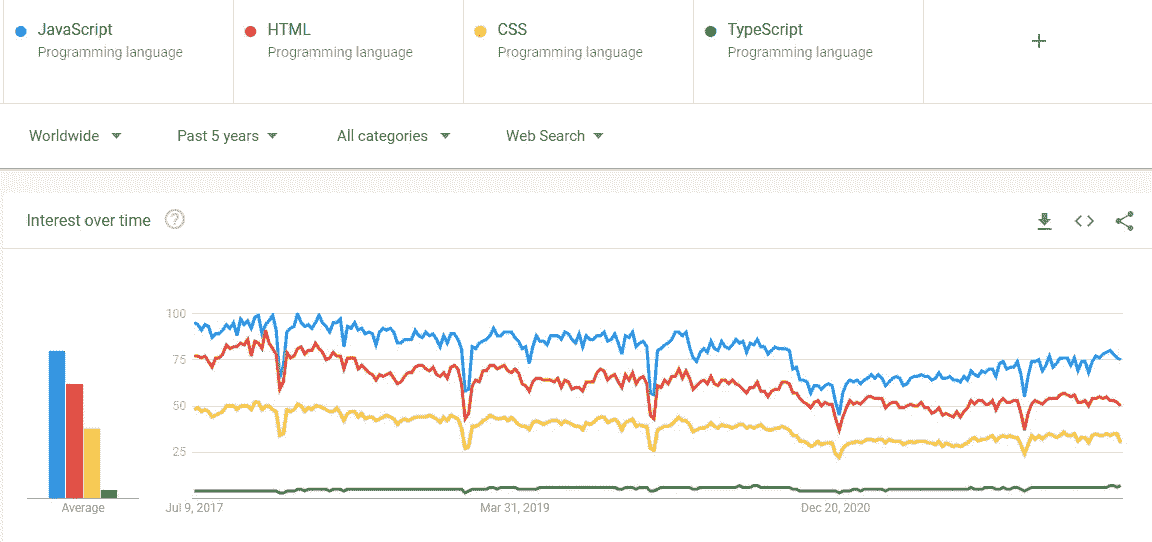 JavaScript
Programming language
HTML
Programming language
CSS
Programming language
TypeScript
Programming language
+
Worldwide
Past 5 years
All categories
Web Search
Interest over time
?
100
75
50
25
Average
Jul 9, 2017
Mar 31, 2019
Dec 20, 2020